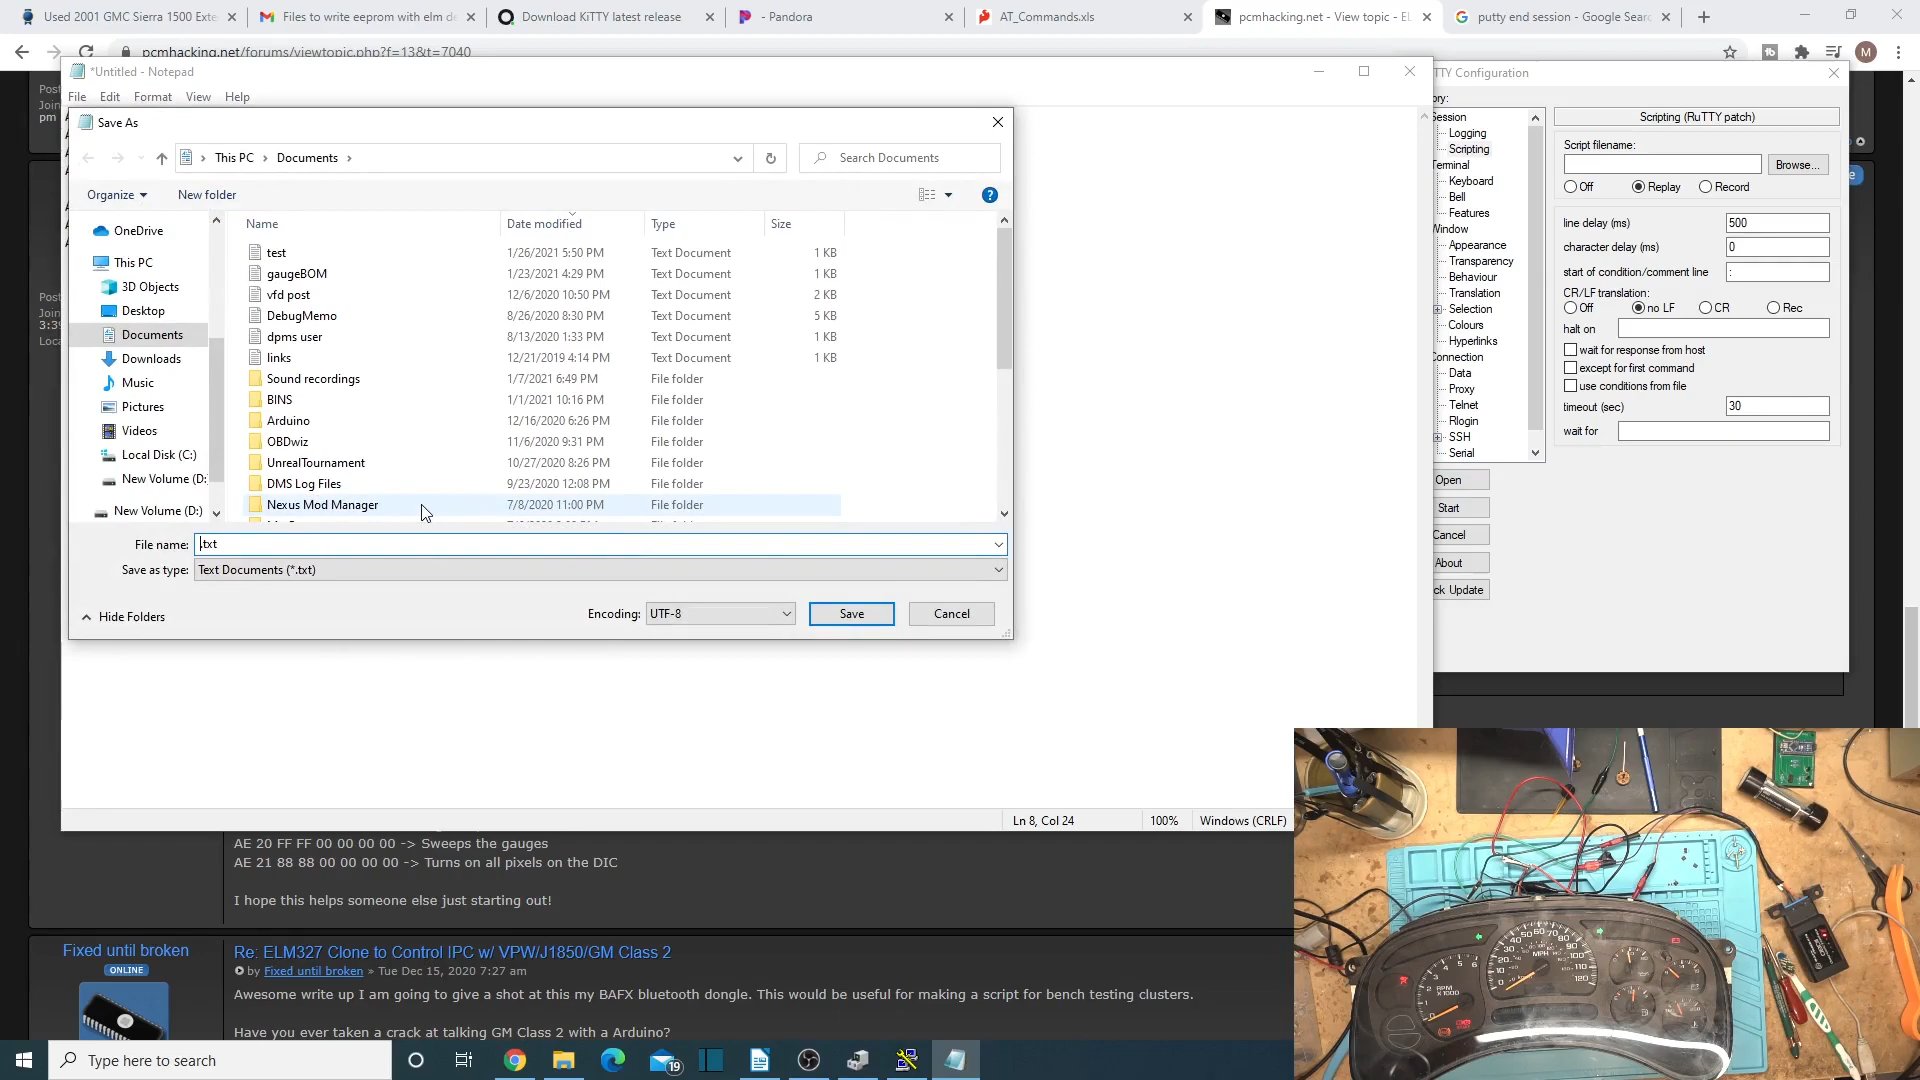 Used 2001 GMC Sierra 1500 Exte
Files to write eeprom with elm de
Download KiTTY latest release
- Pandora
AT_Commands.xls
pcmhacking.net - View topic - EL
putty end session - Google Searc
pcmhacking.net/forums/viewtopic.php?f=13&t=7040
M
*Untitled - Notepad
File Edit Format View Help
Save As
This PC › Documents ›
Search Documents
Organize
New folder
OneDrive
This PC
3D Objects
Desktop
Documents
Downloads
Music
Pictures
Videos
Local Disk (C:)
New Volume (D:
New Volume (D:)
Name Date modified Type Size
test 1/26/2021 5:50 PM Text Document 1 KB
gaugeBOM 1/23/2021 4:29 PM Text Document 1 KB
vfd post 12/6/2020 10:50 PM Text Document 2 KB
DebugMemo 8/26/2020 8:30 PM Text Document 5 KB
dpms user 8/13/2020 1:33 PM Text Document 1 KB
links 12/21/2019 4:14 PM Text Document 1 KB
Sound recordings 1/7/2021 6:49 PM File folder
BINS 1/1/2021 10:16 PM File folder
Arduino 12/16/2020 6:26 PM File folder
OBDwiz 11/6/2020 9:31 PM File folder
UnrealTournament 10/27/2020 8:26 PM File folder
DMS Log Files 9/23/2020 12:08 PM File folder
Nexus Mod Manager 7/8/2020 11:00 PM File folder
File name: .txt
Save as type: Text Documents (*.txt)
Hide Folders
Encoding: UTF-8
Save
Cancel
Ln 8, Col 24
100%
Windows (CRLF)
TTY Configuration
ory:
Session
Logging
Scripting
Terminal
Keyboard
Bell
Features
Window
Appearance
Transparency
Behaviour
Translation
Selection
Colours
Hyperlinks
Connection
Data
Proxy
Telnet
Rlogin
SSH
Serial
Open
Start
Cancel
About
ck Update
Scripting (RuTTY patch)
Script filename:
Browse...
Off Replay Record
line delay (ms) 500
character delay (ms) 0
start of condition/comment line :
CR/LF translation:
Off no LF CR Rec
halt on
wait for response from host
except for first command
use conditions from file
timeout (sec) 30
wait for
Post
Join
pm
Post
Join
3:39
Loca
AE 20 FF FF 00 00 00 00 -> Sweeps the gauges
AE 21 88 88 00 00 00 00 -> Turns on all pixels on the DIC
I hope this helps someone else just starting out!
Fixed until broken
ONLINE
Re: ELM327 Clone to Control IPC w/ VPW/J1850/GM Class 2
by Fixed until broken » Tue Dec 15, 2020 7:27 am
Awesome write up I am going to give a shot at this my BAFX bluetooth dongle. This would be useful for making a script for bench testing clusters.
Have you ever taken a crack at talking GM Class 2 with a Arduino?
Type here to search
19
MPH
RPM
X1000